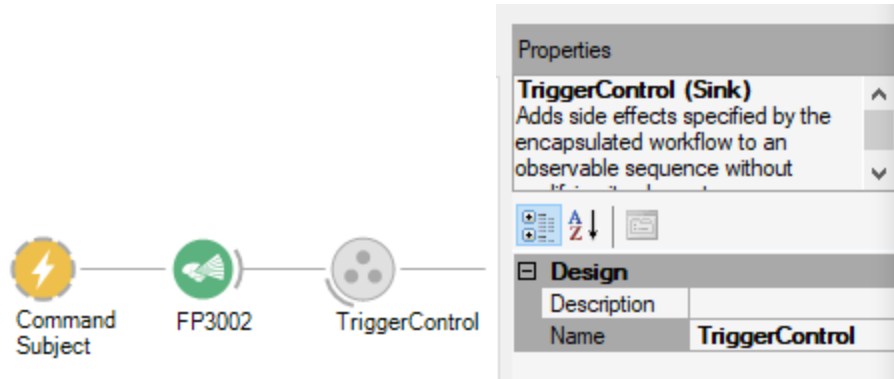 Properties
TriggerControl (Sink)
Adds side effects specified by the
encapsulated workflow to an
observable sequence without
Design
Description
Name TriggerControl
Command
Subject
FP3002
TriggerControl